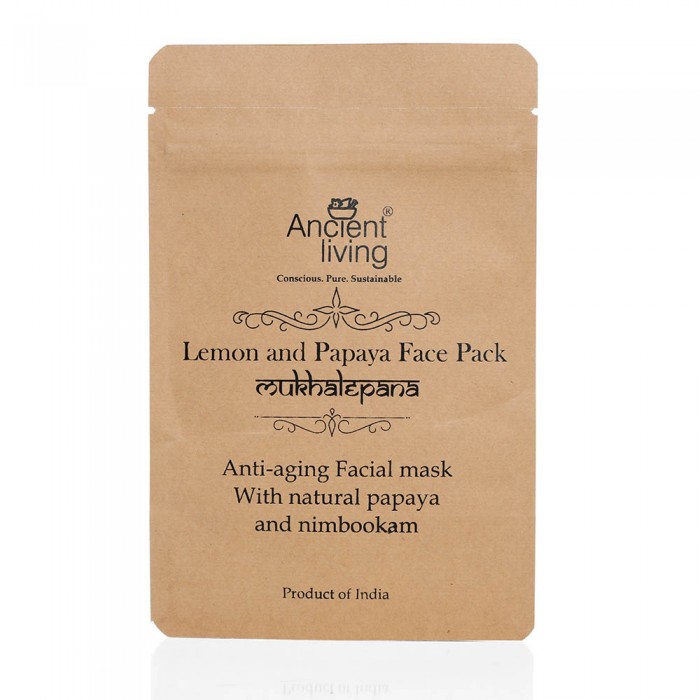 Ancient®
living
Conscious. Pure. Sustainable
Lemon and Papaya Face Pack
mukhalepana
Anti-aging Facial mask
With natural papaya
and nimbookam
Product of India